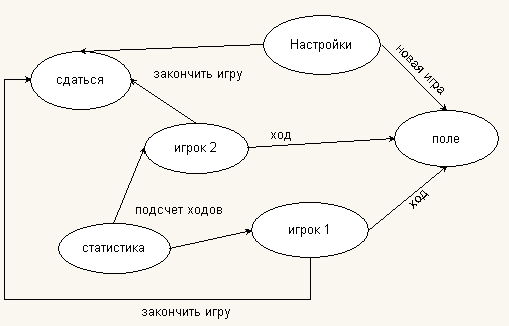 Настройки
новая игра
сдаться
закончить игру
ход
поле
игрок 2
подсчет ходов
ход
игрок 1
статистика
закончить игру